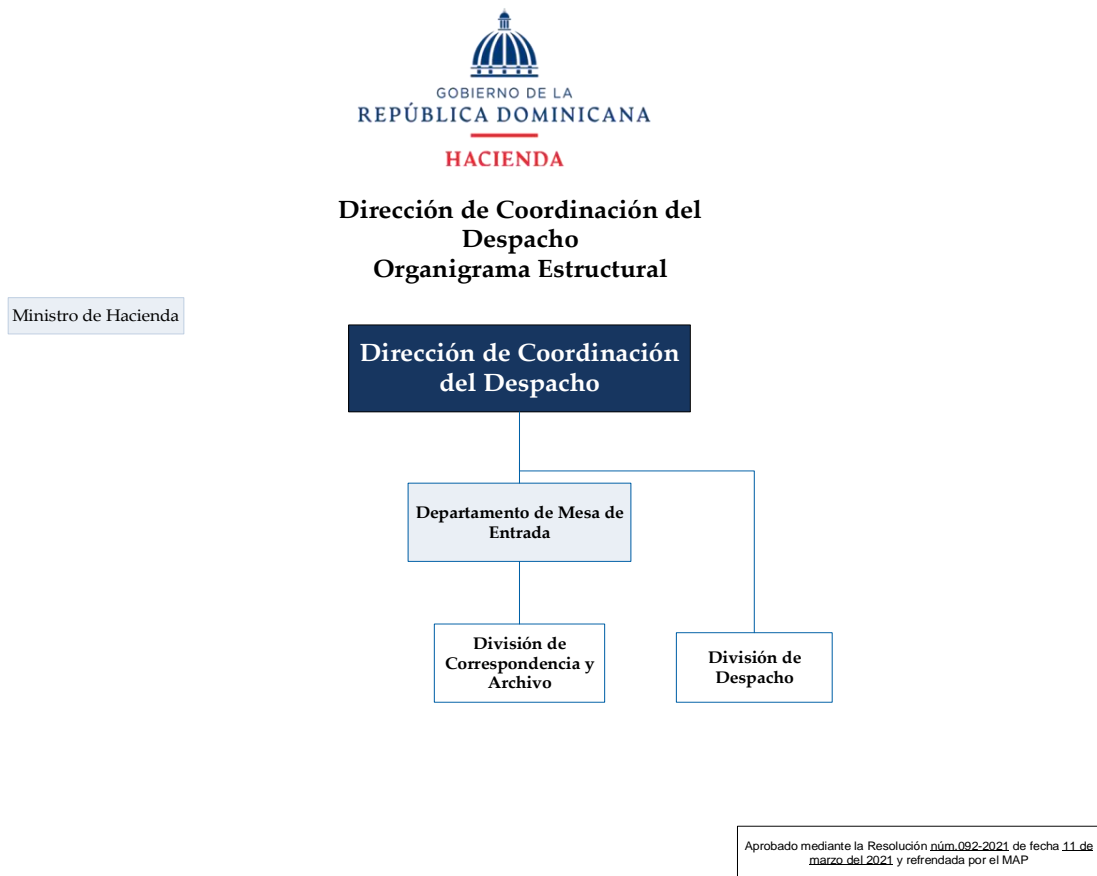 GOBIERNO DE LA
REPÚBLICA DOMINICANA
HACIENDA
Dirección de Coordinación del
Despacho
Organigrama Estructural
Ministro de Hacienda
Dirección de Coordinación
del Despacho
Departamento de Mesa de
Entrada
División de
Correspondencia y
Archivo
División de
Despacho
Aprobado mediante la Resolución núm.092-2021 de fecha 11 de
marzo del 2021 y refrendada por el MAP